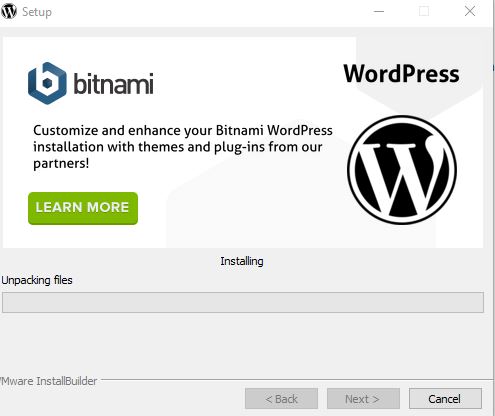 Setup
bitnami
WordPress
Customize and enhance your Bitnami WordPress
installation with themes and plug-ins from our
partners!
LEARN MORE
Installing
Unpacking files
Mware InstallBuilder
< Back
Next >
Cancel